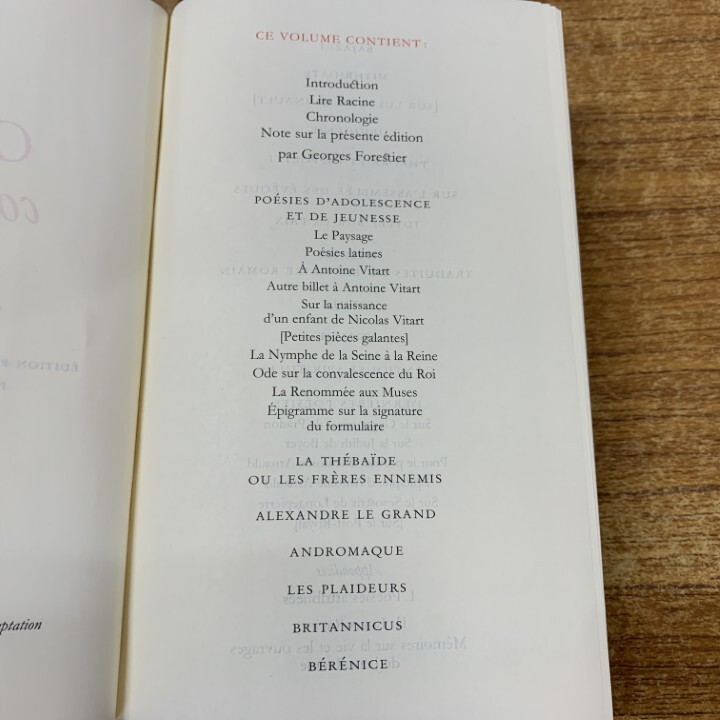 CE VOLUME CONTIENT :
Introduction
Lire Racine
Chronologie
Note sur la présente édition
par Georges Forestier
POÉSIES D'ADOLESCENCE
ET DE JEUNESSE
Le Paysage
Poésies latines
À Antoine Vitart
Autre billet à Antoine Vitart
Sur la naissance
d'un enfant de Nicolas Vitart
[Petites pièces galantes]
La Nymphe de la Seine à la Reine
Ode sur la convalescence du Roi
La Renommée aux Muses
Épigramme sur la signature
du formulaire
LA THÉBAÏDE
OU LES FRÈRES ENNEMIS
ALEXANDRE LE GRAND
ANDROMAQUE
LES PLAIDEURS
BRITANNICUS
BÉRÉNICE